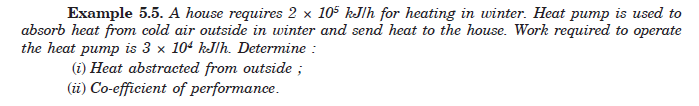 Example 5.5. A house requires 2 × 10⁵ kJ/h for heating in winter. Heat pump is used to
absorb heat from cold air outside in winter and send heat to the house. Work required to operate
the heat pump is 3 × 10⁴ kJ/h. Determine :
(i) Heat abstracted from outside ;
(ii) Co-efficient of performance.